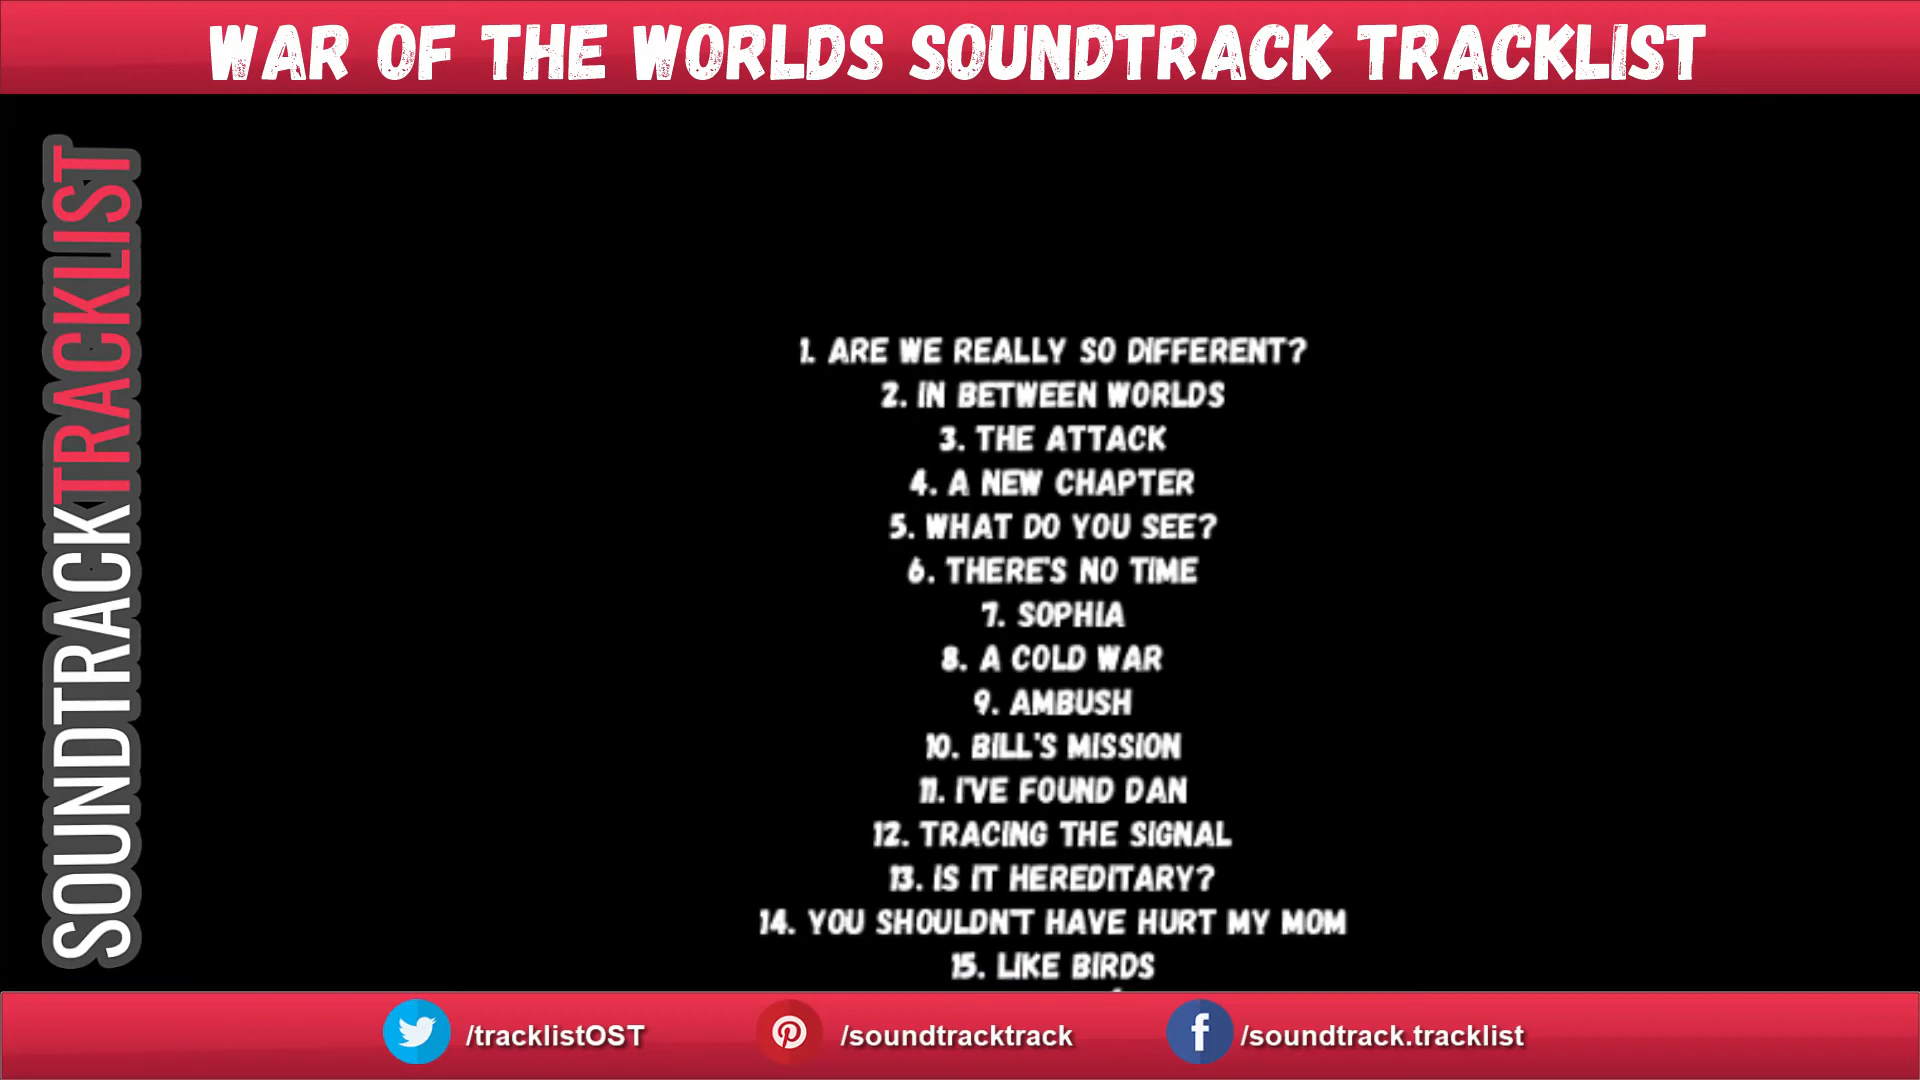 WAR OF THE WORLDS SOUNDTRACK TRACKLIST
SOUNDTRACKTRACKLIST
1. ARE WE REALLY SO DIFFERENT?
2. IN BETWEEN WORLDS
3. THE ATTACK
4. A NEW CHAPTER
5. WHAT DO YOU SEE?
6. THERE'S NO TIME
7. SOPHIA
8. A COLD WAR
9. AMBUSH
10. BILL'S MISSION
11. I'VE FOUND DAN
12. TRACING THE SIGNAL
13. IS IT HEREDITARY?
14. YOU SHOULDN'T HAVE HURT MY MOM
15. LIKE BIRDS
/tracklistOST
/soundtracktrack
/soundtrack.tracklist